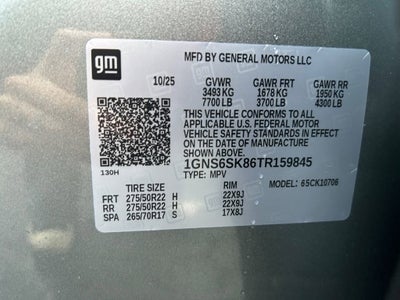 gm
MFD BY GENERAL MOTORS LLC
10/25 GVWR GAWR FRT GAWR RR
3493 KG 1678 KG 1950 KG
7700 LB 3700 LB 4300 LB
THIS VEHICLE CONFORMS TO ALL
APPLICABLE U.S. FEDERAL MOTOR
VEHICLE SAFETY STANDARDS IN EFFECT
ON THE DATE OF MANUFACTURE
SHOWN ABOVE.
1GNS6SK86TR159845
130H TYPE: MPV 65CK10706
TIRE SIZE RIM
FRT 275/50R22 H 22X9J
RR 275/50R22 H 22X9J
SPA 265/70R17 S 17X8J